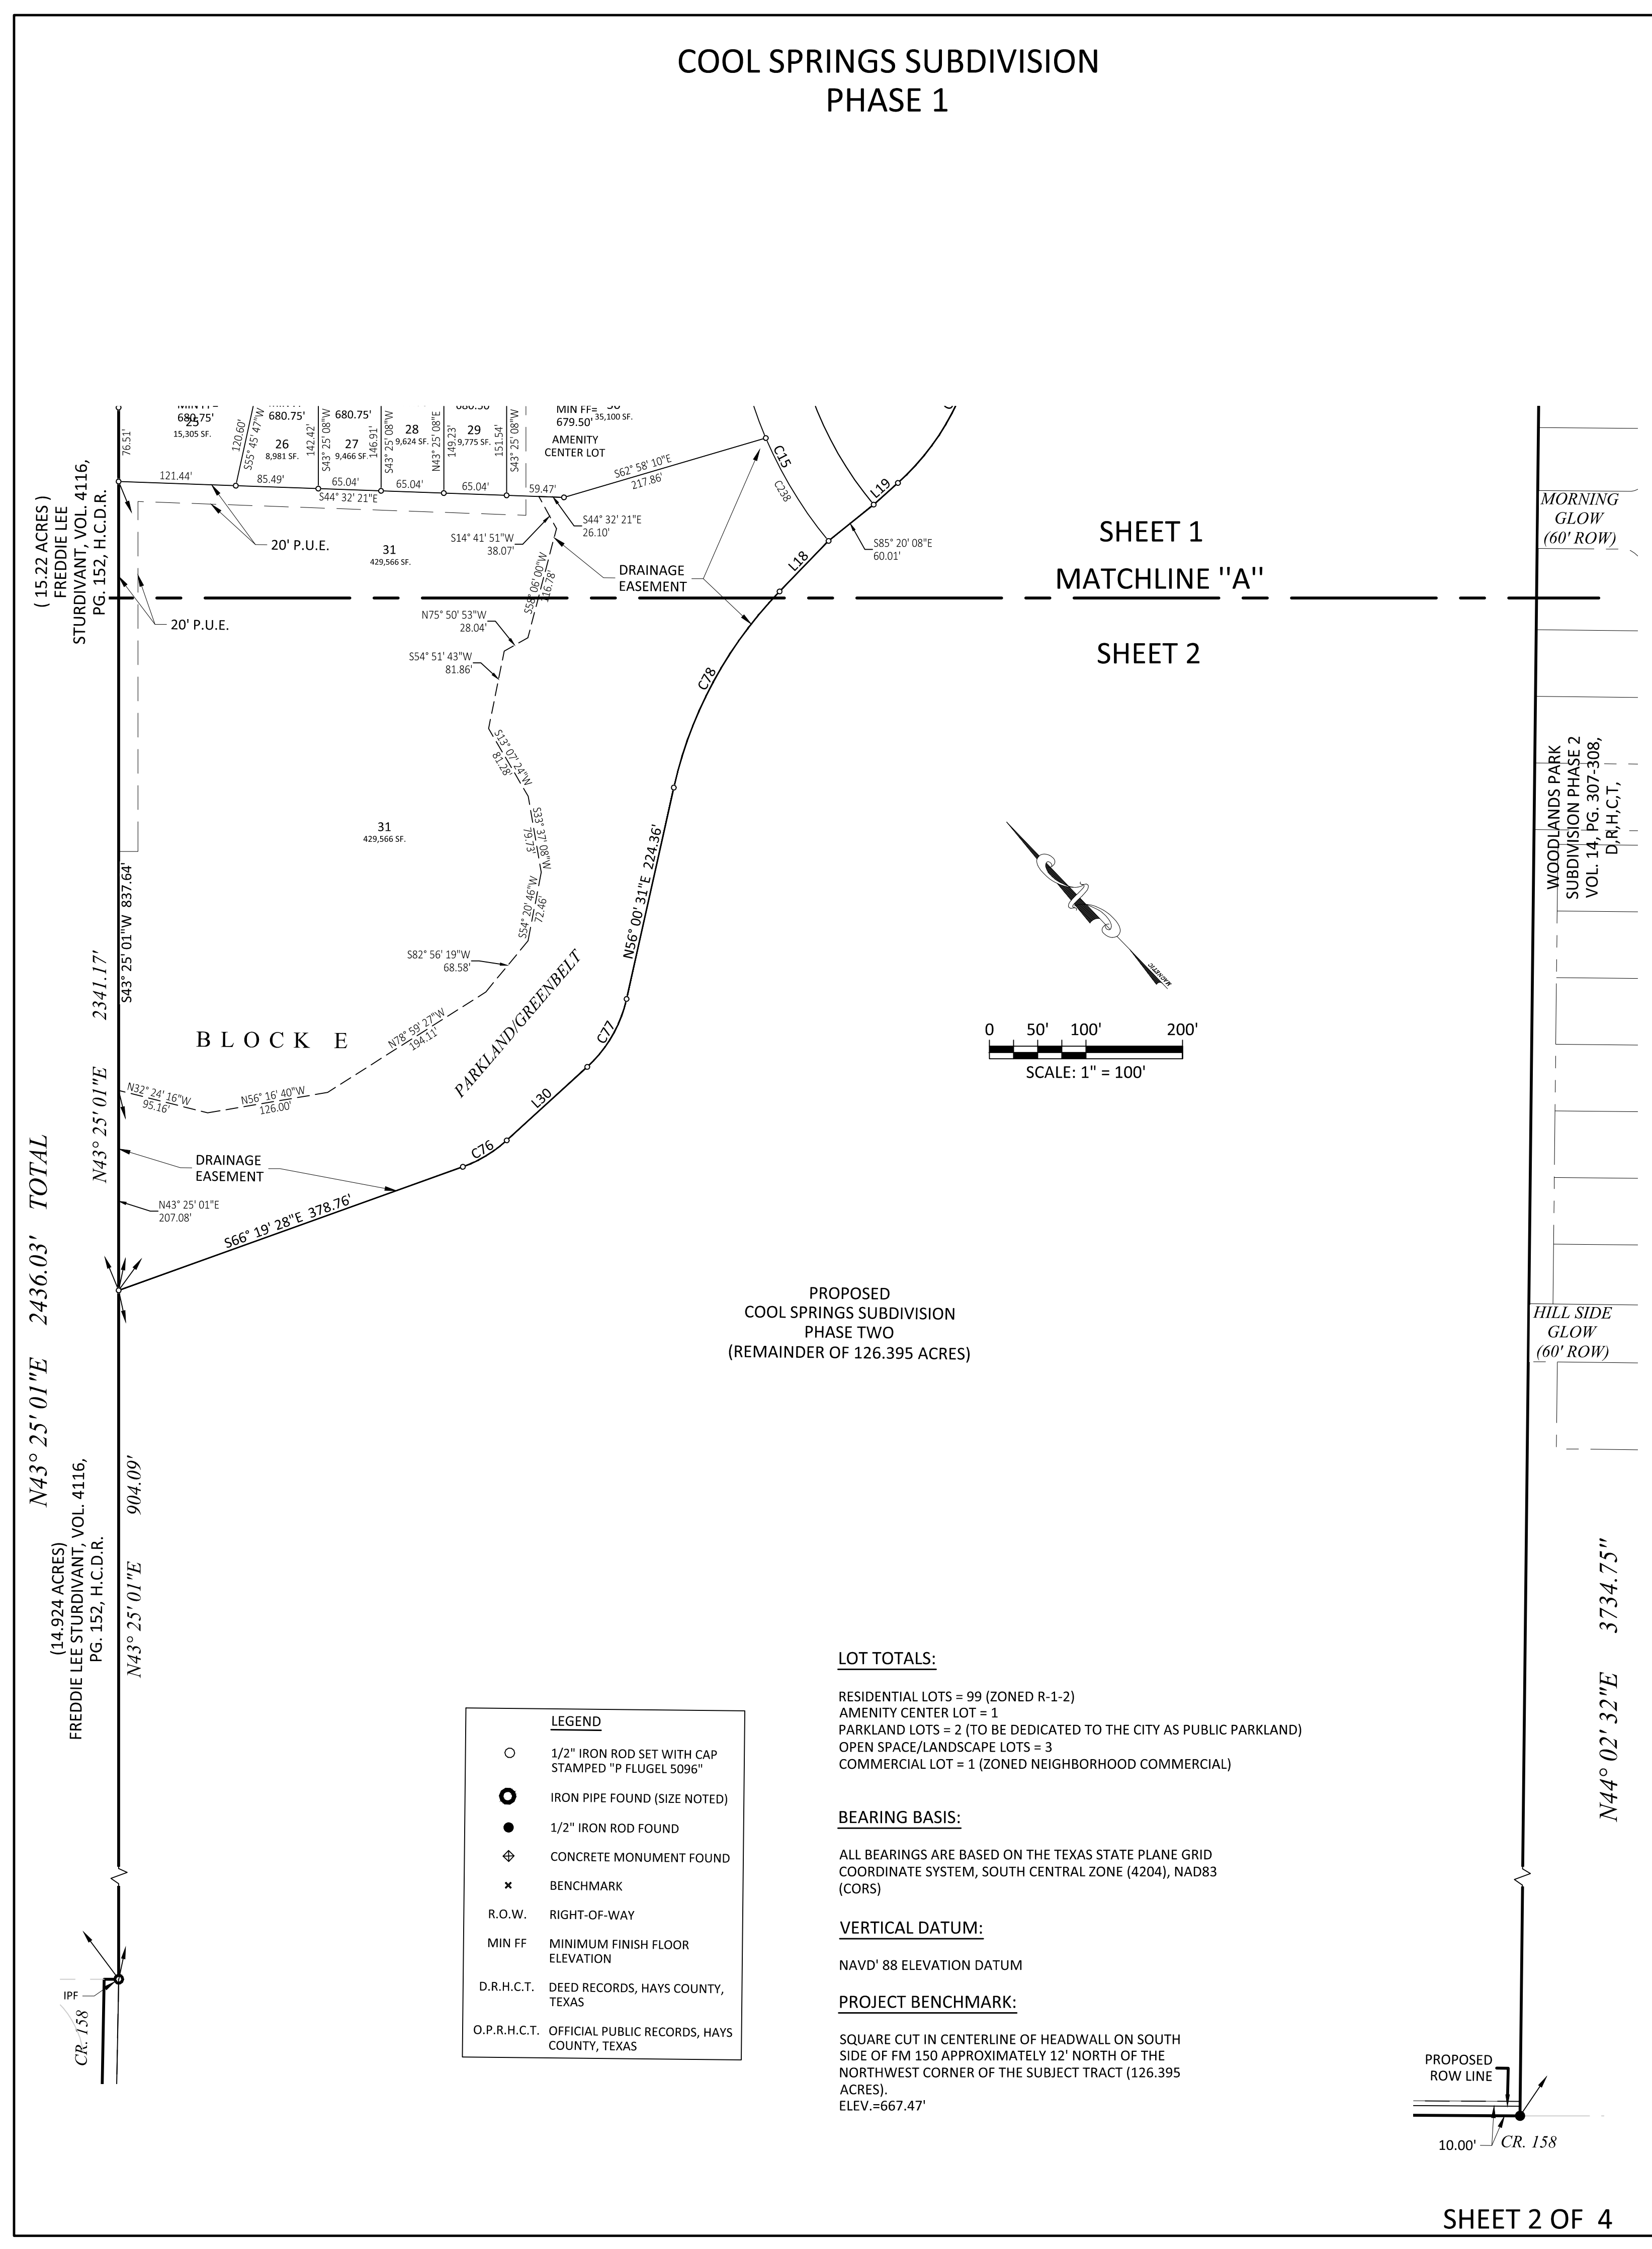 COOL SPRINGS SUBDIVISION
PHASE 1
680.75'
25
15,305 SF.
76.51'
120.60'
S55° 45' 47"W
680.75'
26
8,981 SF.
142.42'
S43° 25' 08"W
680.75'
27
9,466 SF.
146.91'
S43° 25' 08"W
28
9,624 SF.
N43° 25' 08"E
149.23'
29
9,775 SF.
151.54'
S43° 25' 08"W
MIN FF=
679.50'
35,100 SF.
AMENITY
CENTER LOT
121.44'
85.49'
65.04'
65.04'
65.04'
59.47'
S44° 32' 21"E
S62° 58' 10"E
217.86'
C15
C238
L19
S44° 32' 21"E
26.10'
S14° 41' 51"W
38.07'
S85° 20' 08"E
60.01'
20' P.U.E.
31
429,566 SF.
S58° 06' 00"W
116.78'
DRAINAGE
EASEMENT
L18
SHEET 1
MATCHLINE "A"
SHEET 2
20' P.U.E.
( 15.22 ACRES )
FREDDIE LEE
STURDIVANT, VOL. 4116,
PG. 152, H.C.D.R.
MORNING
GLOW
(60' ROW)
N75° 50' 53"W
28.04'
S54° 51' 43"W
81.86'
C78
S13° 07' 24"W
81.28'
31
429,566 SF.
S33° 37' 08"W
79.73'
S54° 20' 46"W
72.46'
S82° 56' 19"W
68.58'
N56° 00' 31"E 224.36'
WOODLANDS PARK
SUBDIVISION PHASE 2
VOL. 14, PG. 307-308,
D,R,H,C,T,
MAGNETIC
0 50' 100' 200'
SCALE: 1" = 100'
S43° 25' 01"W 837.64'
N43° 25' 01"E 2341.17'
BLOCK E
N78° 59' 27"W
194.11'
PARKLAND/GREENBELT
C77
L30
C76
N32° 24' 16"W
95.16'
N56° 16' 40"W
126.00'
DRAINAGE
EASEMENT
N43° 25' 01"E
207.08'
S66° 19' 28"E 378.76'
N43° 25' 01"E 2436.03' TOTAL
PROPOSED
COOL SPRINGS SUBDIVISION
PHASE TWO
(REMAINDER OF 126.395 ACRES)
HILL SIDE
GLOW
(60' ROW)
(14.924 ACRES)
FREDDIE LEE STURDIVANT, VOL. 4116,
PG. 152, H.C.D.R.
N43° 25' 01"E 904.09'
N44° 02' 32"E 3734.75"
LEGEND
1/2" IRON ROD SET WITH CAP
STAMPED "P FLUGEL 5096"
IRON PIPE FOUND (SIZE NOTED)
1/2" IRON ROD FOUND
CONCRETE MONUMENT FOUND
BENCHMARK
R.O.W. RIGHT-OF-WAY
MIN FF MINIMUM FINISH FLOOR
ELEVATION
D.R.H.C.T. DEED RECORDS, HAYS COUNTY,
TEXAS
O.P.R.H.C.T. OFFICIAL PUBLIC RECORDS, HAYS
COUNTY, TEXAS
LOT TOTALS:
RESIDENTIAL LOTS = 99 (ZONED R-1-2)
AMENITY CENTER LOT = 1
PARKLAND LOTS = 2 (TO BE DEDICATED TO THE CITY AS PUBLIC PARKLAND)
OPEN SPACE/LANDSCAPE LOTS = 3
COMMERCIAL LOT = 1 (ZONED NEIGHBORHOOD COMMERCIAL)
BEARING BASIS:
ALL BEARINGS ARE BASED ON THE TEXAS STATE PLANE GRID
COORDINATE SYSTEM, SOUTH CENTRAL ZONE (4204), NAD83
(CORS)
VERTICAL DATUM:
NAVD' 88 ELEVATION DATUM
PROJECT BENCHMARK:
SQUARE CUT IN CENTERLINE OF HEADWALL ON SOUTH
SIDE OF FM 150 APPROXIMATELY 12' NORTH OF THE
NORTHWEST CORNER OF THE SUBJECT TRACT (126.395
ACRES).
ELEV.=667.47'
IPF
CR. 158
PROPOSED
ROW LINE
10.00'
CR. 158
SHEET 2 OF 4